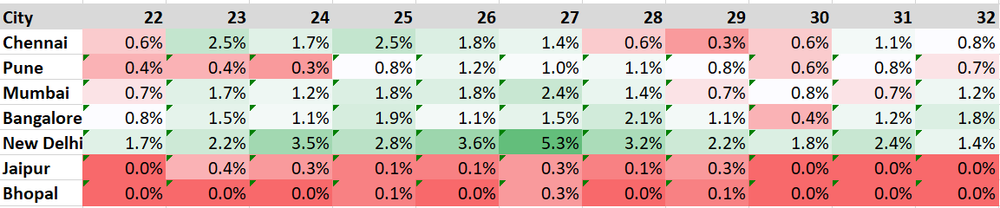 City 22 23 24 25 26 27 28 29 30 31 32
Chennai 0.6% 2.5% 1.7% 2.5% 1.8% 1.4% 0.6% 0.3% 0.6% 1.1% 0.8%
Pune 0.4% 0.4% 0.3% 0.8% 1.2% 1.0% 1.1% 0.8% 0.6% 0.8% 0.7%
Mumbai 0.7% 1.7% 1.2% 1.8% 1.8% 2.4% 1.4% 0.7% 0.8% 0.7% 1.2%
Bangalore 0.8% 1.5% 1.1% 1.9% 1.1% 1.5% 2.1% 1.1% 0.4% 1.2% 1.8%
New Delhi 1.7% 2.2% 3.5% 2.8% 3.6% 5.3% 3.2% 2.2% 1.8% 2.4% 1.4%
Jaipur 0.0% 0.4% 0.3% 0.1% 0.1% 0.3% 0.1% 0.3% 0.0% 0.0% 0.0%
Bhopal 0.0% 0.0% 0.0% 0.1% 0.0% 0.3% 0.0% 0.1% 0.0% 0.0% 0.0%